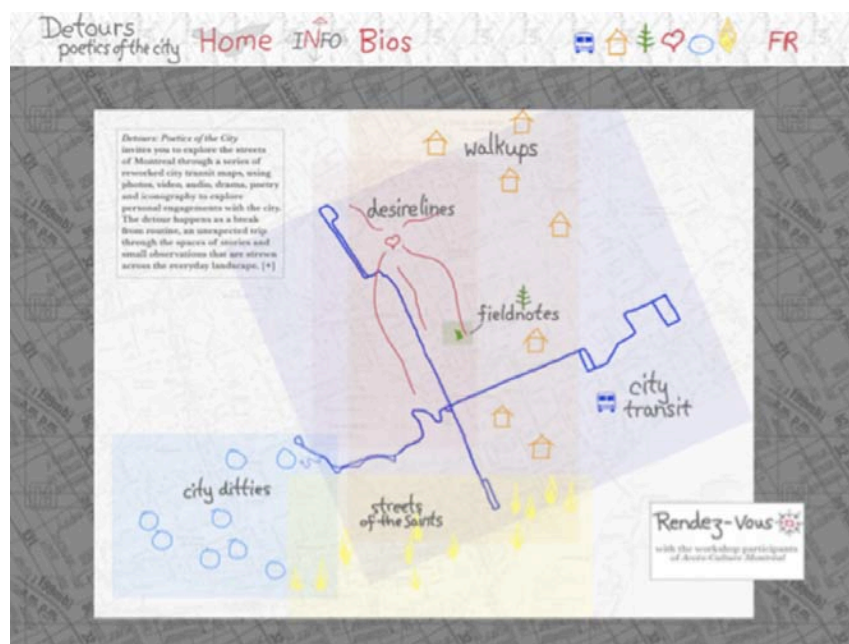 Detours
poetics of the city
Home
INFO
Bios
FR
Detours: Poetics of the City
invites you to explore the streets
of Montreal through a series of
reworked city transit maps, using
photos, video, audio, drama, poetry
and iconography to explore
personal engagements with the city.
The detour happens as a break
from routine, an unexpected trip
through the spaces of stories and
small observations that are strewn
across the everyday landscape. [+]
walkups
desirelines
fieldnotes
city
transit
city ditties
streets
of the Saints
Rendez-Vous
with the workshop participants
of Accès-Culture Montréal